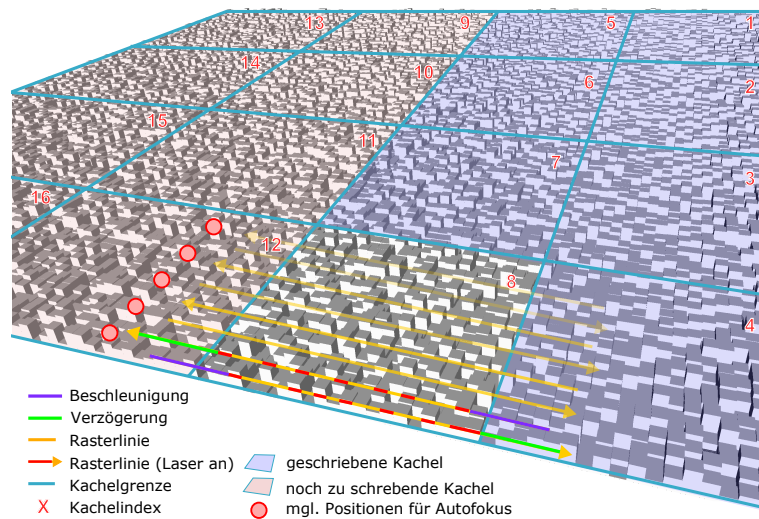 13
9
5
1
14
10
6
2
15
11
7
3
16
12
8
4
Beschleunigung
Verzögerung
Rasterlinie
Rasterlinie (Laser an)
Kachelgrenze
X Kachelindex
geschriebene Kachel
noch zu schrebende Kachel
mgl. Positionen für Autofokus